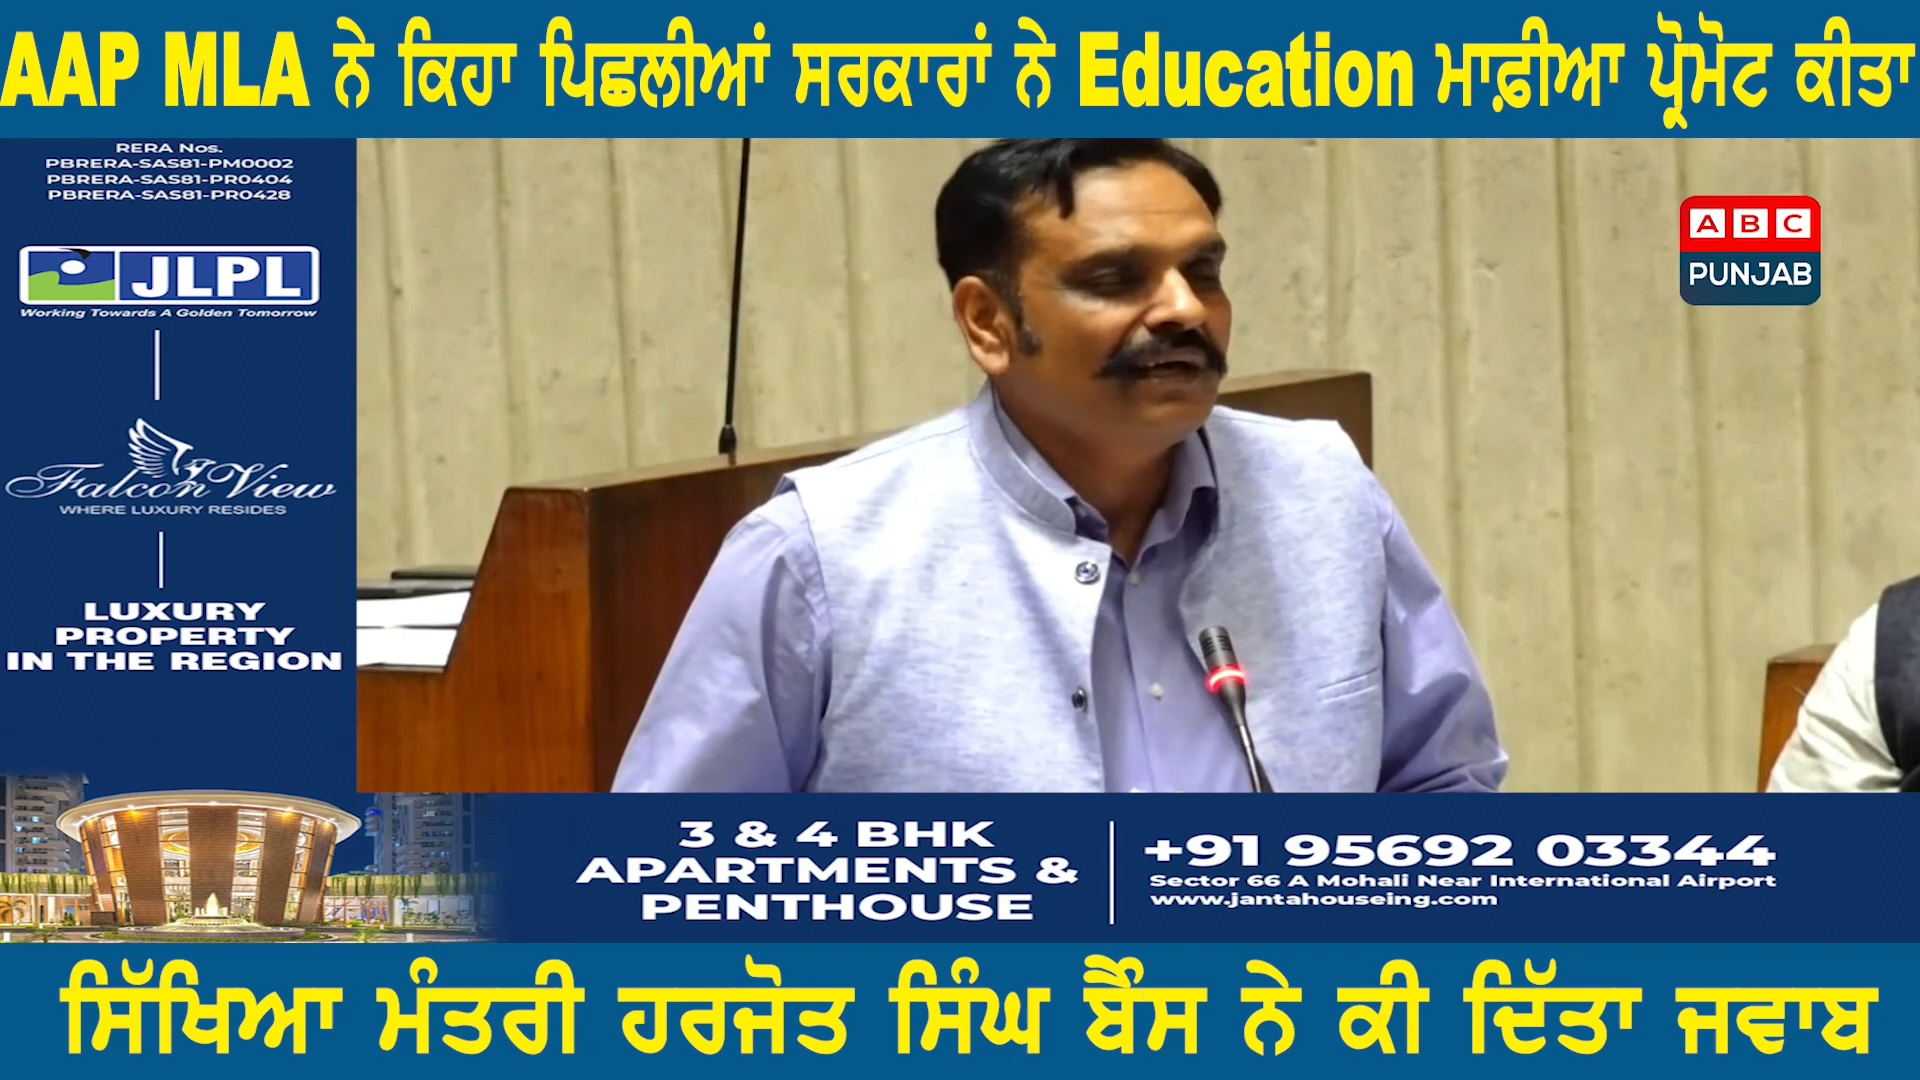 AAP MLA ਨੇ ਕਿਹਾ ਪਿਛਲੀਆਂ ਸਰਕਾਰਾਂ ਨੇ Education ਮਾਫ਼ੀਆ ਪ੍ਰੋਮੋਟ ਕੀਤਾ
RERA Nos.
PBRERA-SAS81-PM0002
PBRERA-SAS81-PR0404
PBRERA-SAS81-PR0428
JLPL
Working Towards A Golden Tomorrow
Falcon View
WHERE LUXURY RESIDES
LUXURY
PROPERTY
IN THE REGION
A B C
PUNJAB
3 & 4 BHK
APARTMENTS &
PENTHOUSE
+91 95692 03344
Sector 66 A Mohali Near International Airport
www.jantahouseing.com
ਸਿੱਖਿਆ ਮੰਤਰੀ ਹਰਜੋਤ ਸਿੰਘ ਬੈਂਸ ਨੇ ਕੀ ਦਿੱਤਾ ਜਵਾਬ